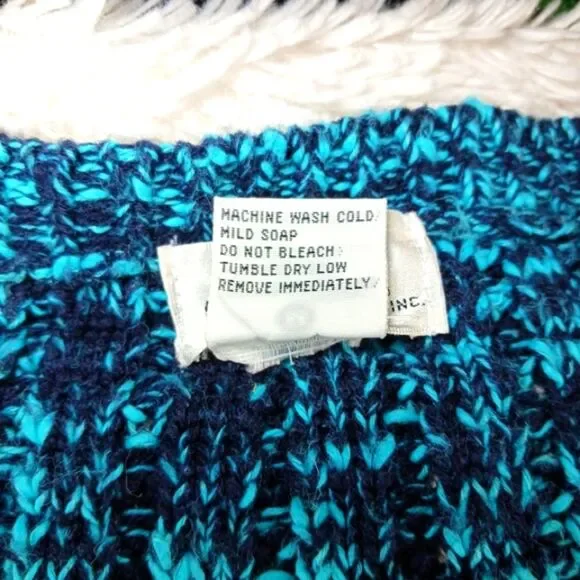 MACHINE WASH COLD
MILD SOAP
DO NOT BLEACH
TUMBLE DRY LOW
REMOVE IMMEDIATELY
INC.